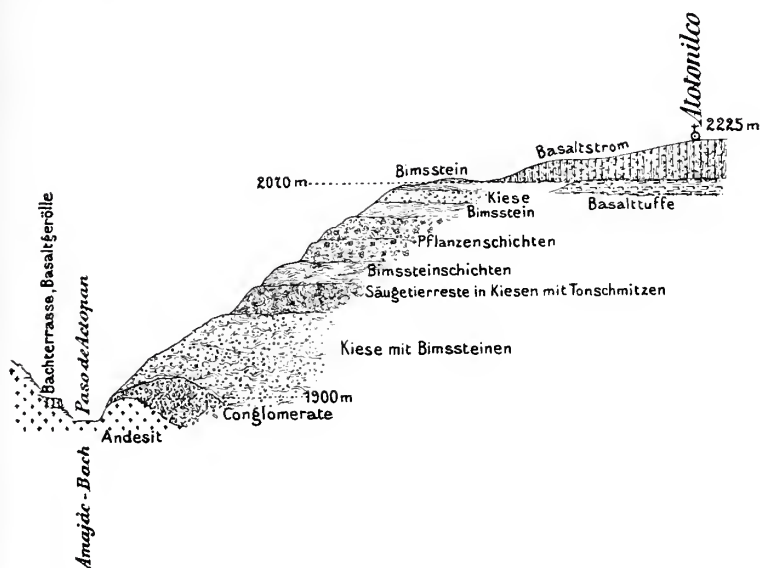 Atotonilco
2225 m
Basaltstrom
Bimsstein
2070 m
Kiese
Bimsstein
Basalttuffe
Pflanzenschichten
Bimssteinschichten
Säugetierreste in Kiesen mit Tonschmitzen
Bachterrasse, Basaltgerölle
Paso de Actopan
Kiese mit Bimssteinen
1900 m
Conglomerate
Andesit
Amajàc-Bach